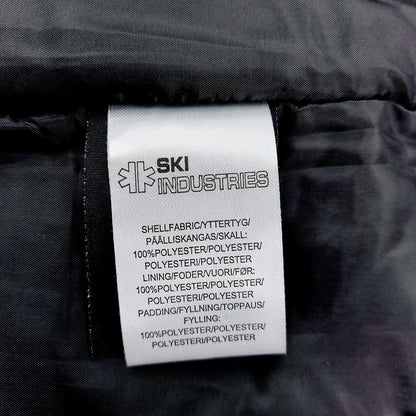 SKI
INDUSTRIES
SHELLFABRIC/YTTERTYG/
PÄÄLLISKANGAS/SKALL:
100%POLYESTER/POLYESTER/
POLYESTERI/POLYESTER
LINING/FODER/VUORI/FØR:
100%POLYESTER/POLYESTER/
POLYESTERI/POLYESTER
PADDING/FYLLNING/TOPPAUS/
FYLLING:
100%POLYESTER/POLYESTER/
POLYESTERI/POLYESTER